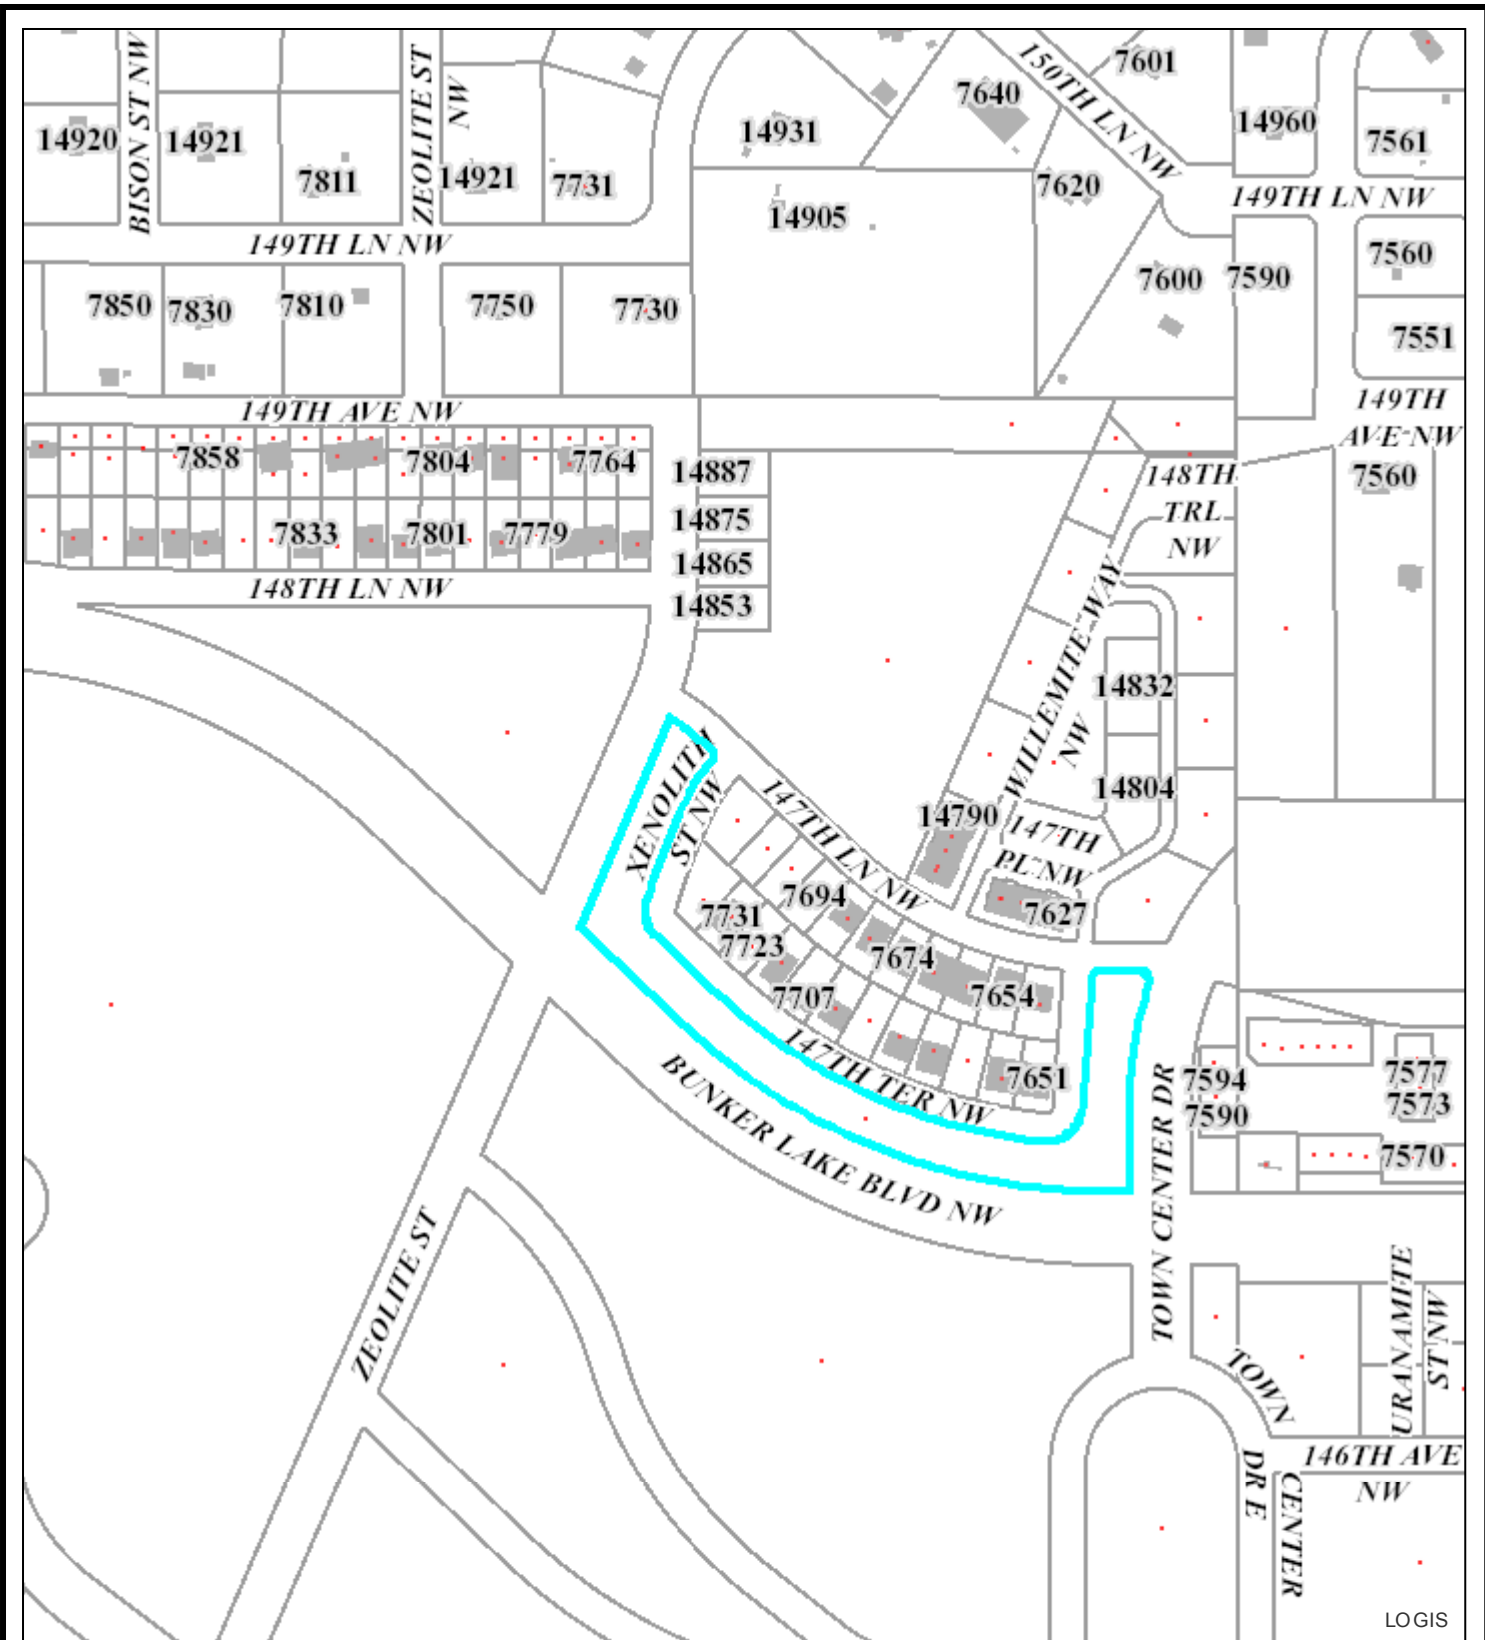 150TH LN NW
7601
7640
14931
14960
7561
BISON ST NW
ZEOLITE ST
NW
14920
14921
7811
14921
7731
7620
149TH LN NW
14905
149TH LN NW
7560
7600
7590
7850
7830
7810
7750
7730
7551
149TH AVE NW
149TH
AVE NW
7858
7804
7764
14887
148TH
TRL
NW
7560
7833
7801
7779
14875
14865
148TH LN NW
14853
WILLEMITE WAY
NW
14832
14804
XENOLITH
ST NW
147TH LN NW
14790
147TH
PL NW
7627
7694
7731
7723
7674
7654
7707
147TH TER NW
7651
BUNKER LAKE BLVD NW
TOWN CENTER DR
7594
7590
7577
7573
7570
ZEOLITE ST
URANAMITE
ST NW
TOWN
CENTER
DR E
146TH AVE
NW
LOGIS